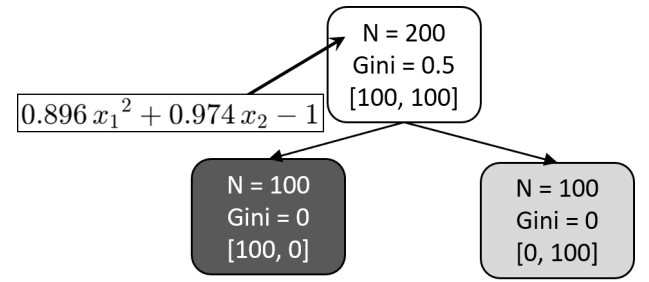 N = 200
Gini = 0.5
[100, 100]
0.896 x₁² + 0.974 x₂ − 1
N = 100
Gini = 0
[100, 0]
N = 100
Gini = 0
[0, 100]